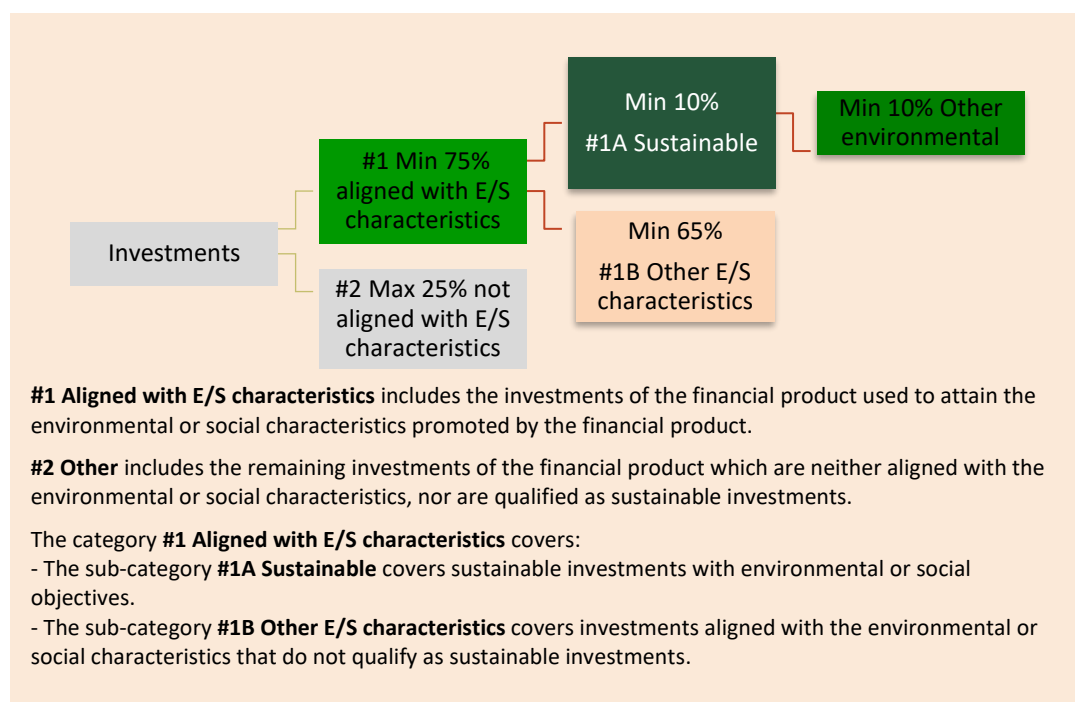 Investments
#1 Min 75%
aligned with E/S
characteristics
#2 Max 25% not
aligned with E/S
characteristics
Min 10%
#1A Sustainable
Min 65%
#1B Other E/S
characteristics
Min 10% Other
environmental
#1 Aligned with E/S characteristics includes the investments of the financial product used to attain the
environmental or social characteristics promoted by the financial product.
#2 Other includes the remaining investments of the financial product which are neither aligned with the
environmental or social characteristics, nor are qualified as sustainable investments.
The category #1 Aligned with E/S characteristics covers:
- The sub-category #1A Sustainable covers sustainable investments with environmental or social
objectives.
- The sub-category #1B Other E/S characteristics covers investments aligned with the environmental or
social characteristics that do not qualify as sustainable investments.